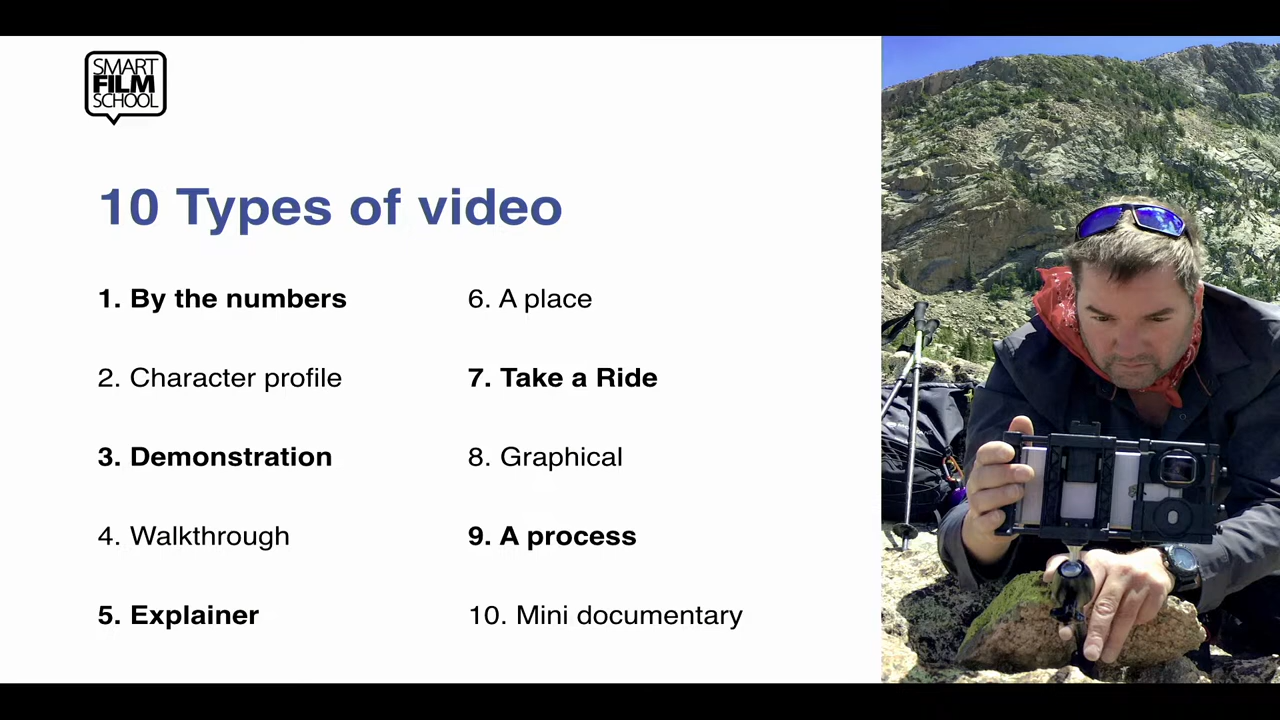 SMART
FILM
SCHOOL
10 Types of video
1. By the numbers
2. Character profile
3. Demonstration
4. Walkthrough
5. Explainer
6. A place
7. Take a Ride
8. Graphical
9. A process
10. Mini documentary